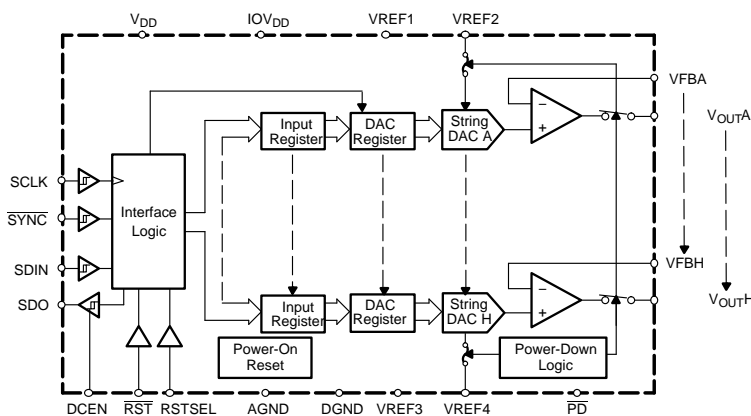 VDD
IOVDD
VREF1
VREF2
VFBA
VOUTA
Input
Register
DAC
Register
String
DAC A
−
+
SCLK
SYNC
Interface
Logic
SDIN
SDO
VFBH
VOUTH
Input
Register
DAC
Register
String
DAC H
−
+
Power-On
Reset
Power-Down
Logic
DCEN
RST
RSTSEL
AGND
DGND
VREF3
VREF4
PD